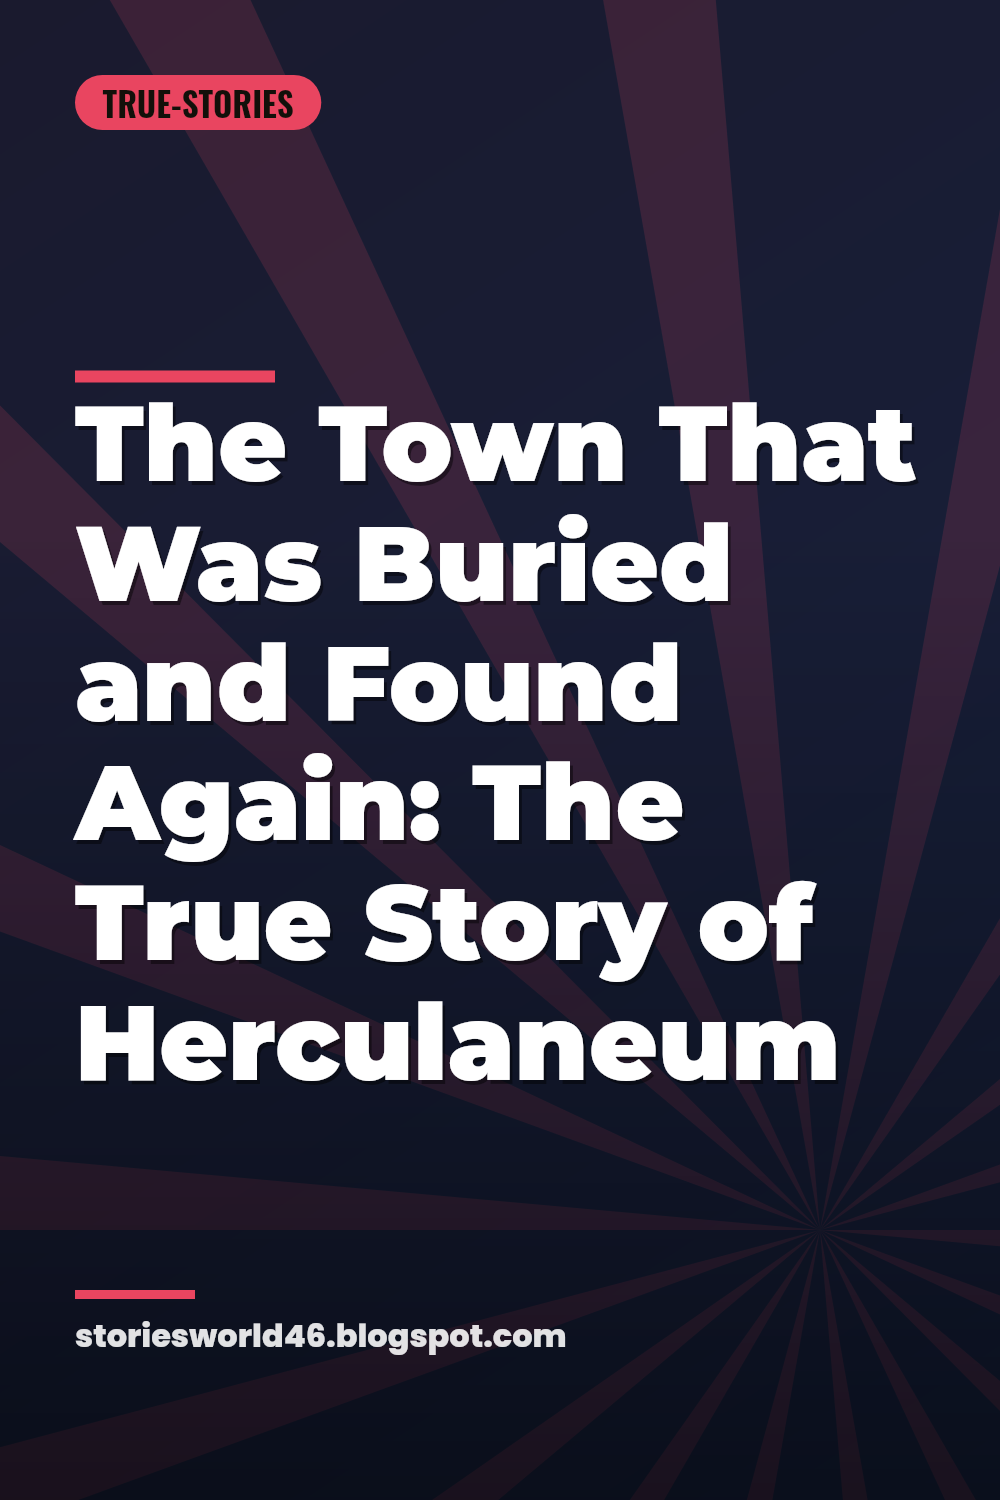 TRUE-STORIES
The Town That
Was Buried
and Found
Again: The
True Story of
Herculaneum
storiesworld46.blogspot.com